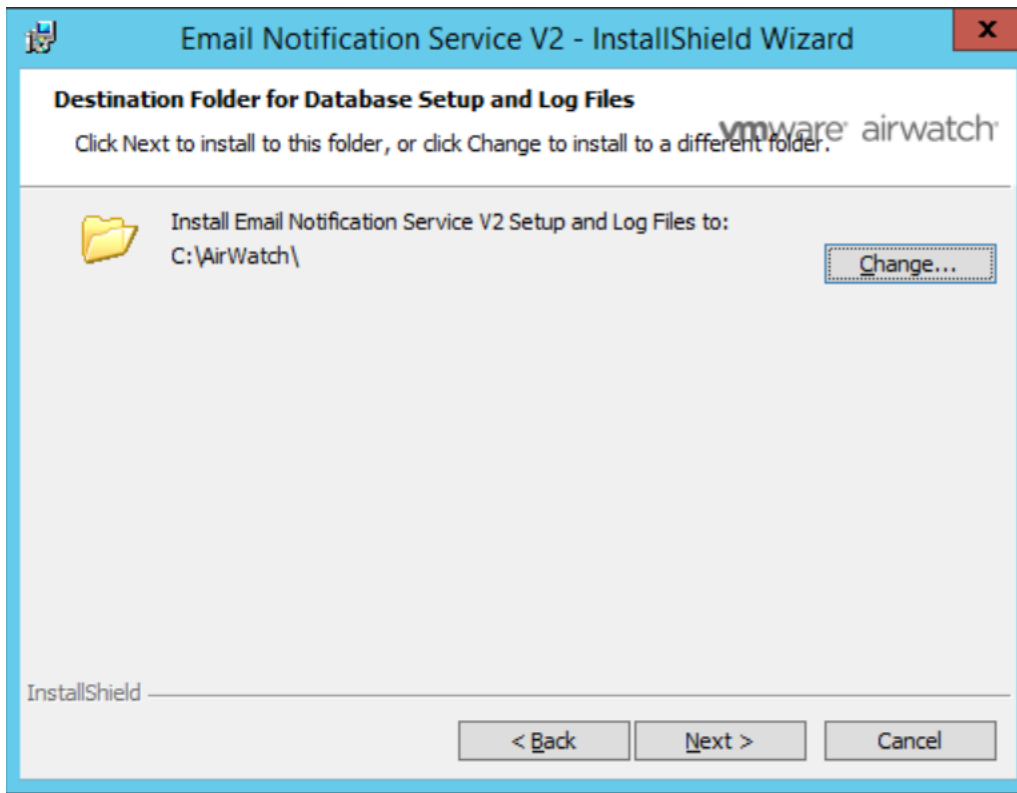 Email Notification Service V2 - InstallShield Wizard
x
Destination Folder for Database Setup and Log Files
vmware airwatch
Click Next to install to this folder, or click Change to install to a different folder.
Install Email Notification Service V2 Setup and Log Files to:
C:\AirWatch\
Change...
InstallShield
< Back
Next >
Cancel